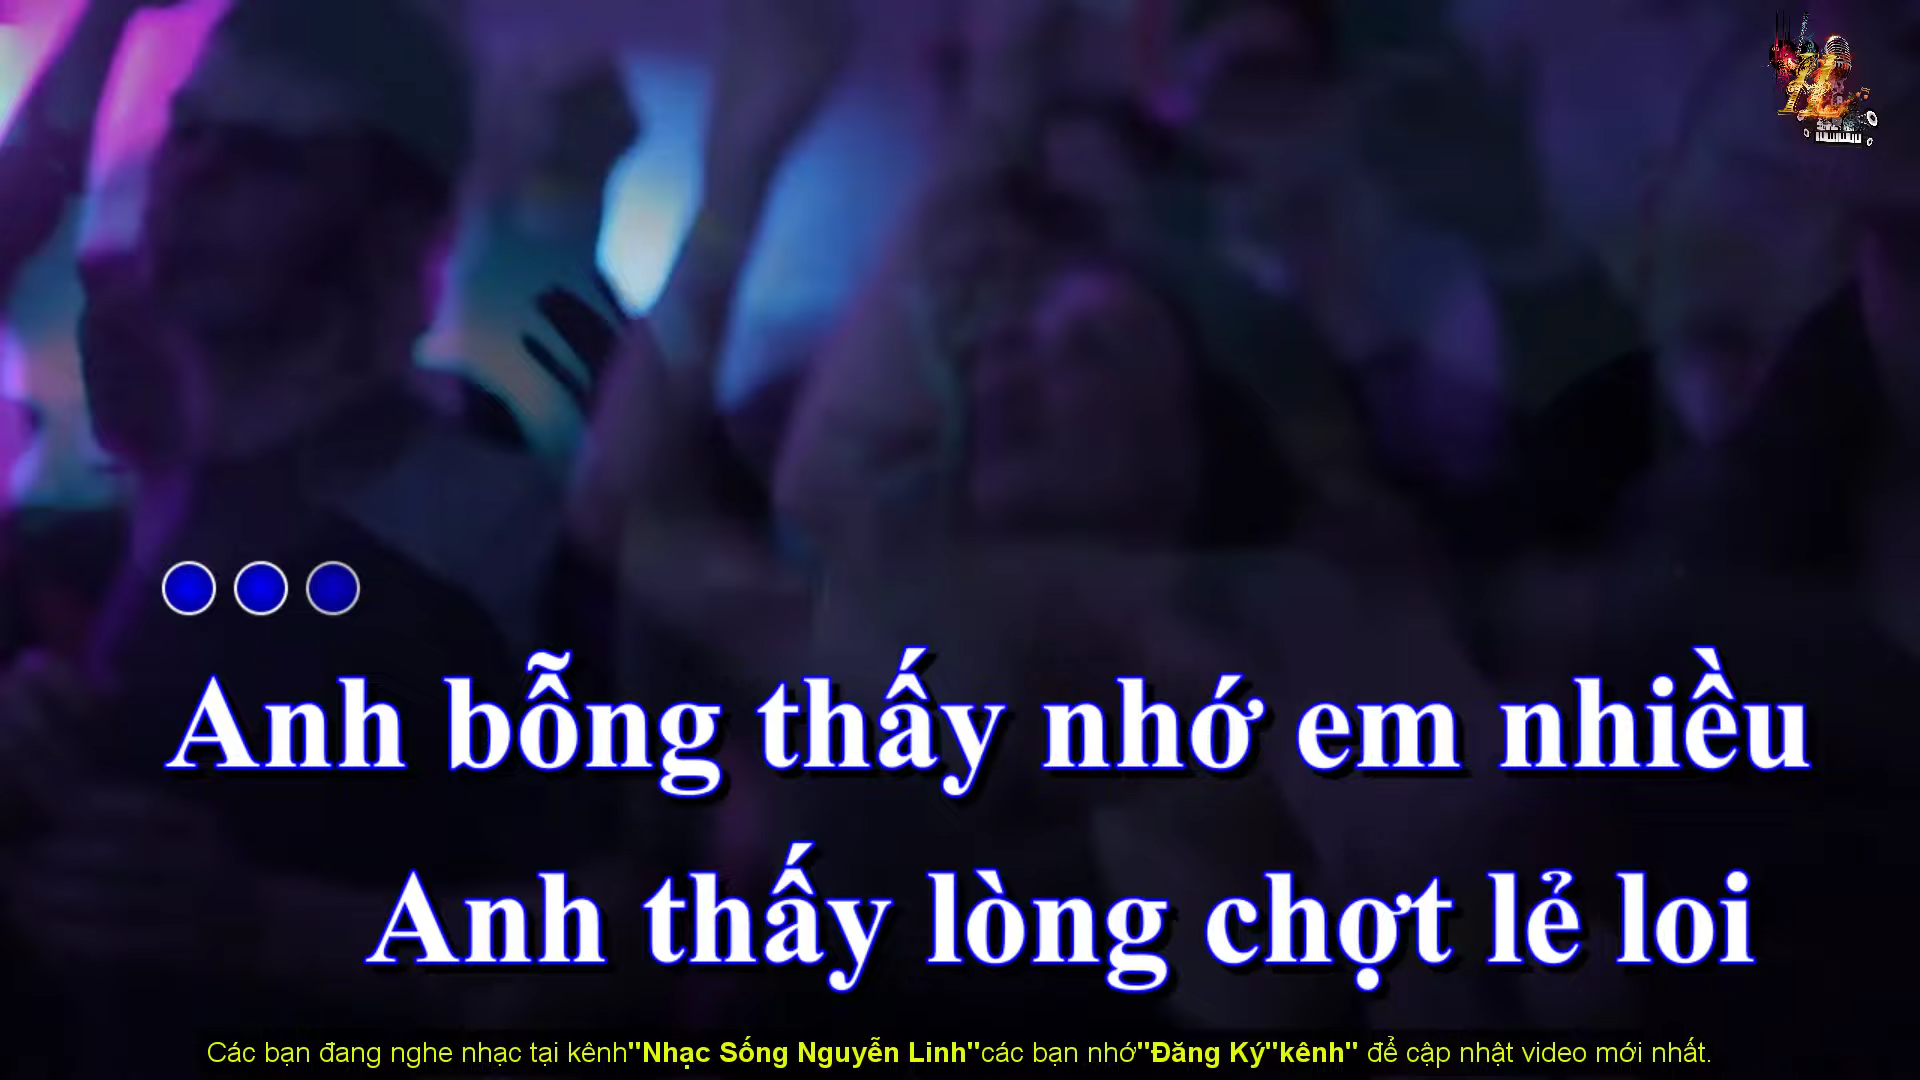 Anh bỗng thấy nhớ em nhiều
Anh thấy lòng chợt lẻ loi
Các bạn đang nghe nhạc tại kênh"Nhạc Sống Nguyễn Linh"các bạn nhớ"Đăng Ký"kênh" để cập nhật video mới nhất.